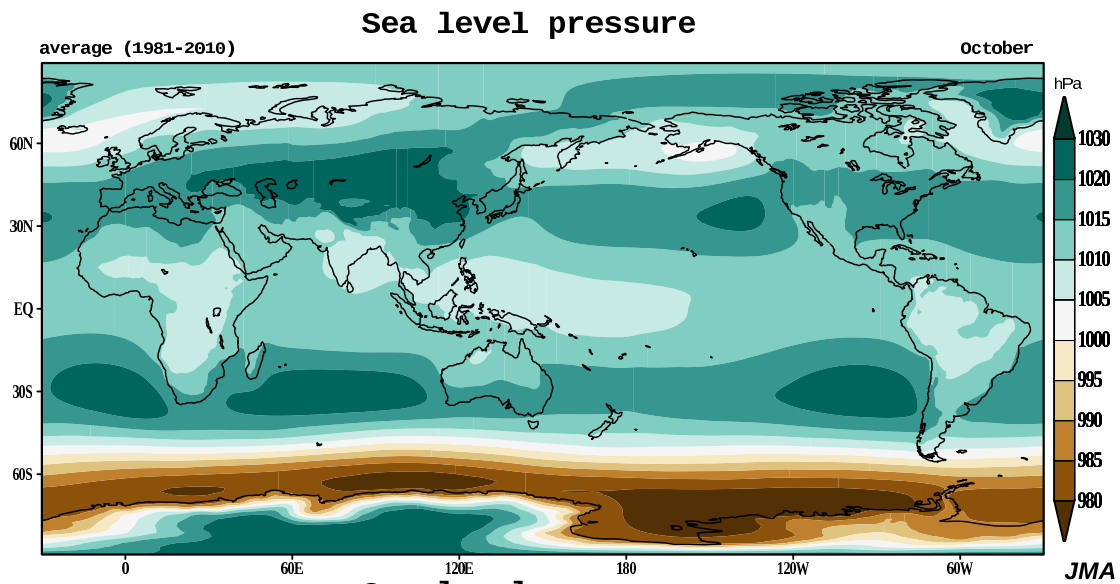 Sea level pressure
average (1981-2010) October
hPa
1030
1020
1015
1010
1005
1000
995
990
985
980
60N
30N
EQ
30S
60S
0 60E 120E 180 120W 60W
JMA